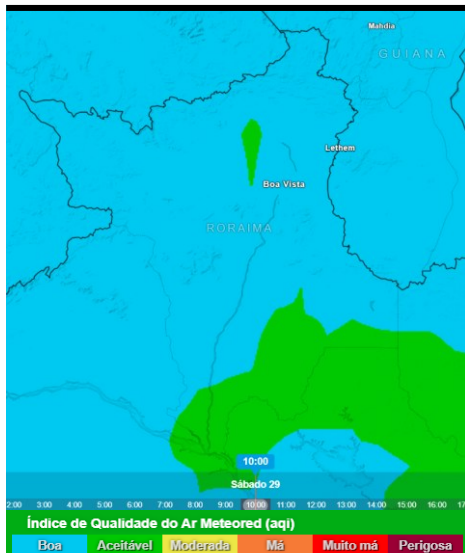 Mahdia
GUIANA
Lethem
Boa Vista
RORAIMA
10:00
Sábado 29
2:00 3:00 4:00 5:00 6:00 7:00 8:00 9:00 10:00 11:00 12:00 13:00 14:00 15:00 16:00 17
Índice de Qualidade do Ar Meteored (aqi)
Boa Aceitável Moderada Má Muito má Perigosa